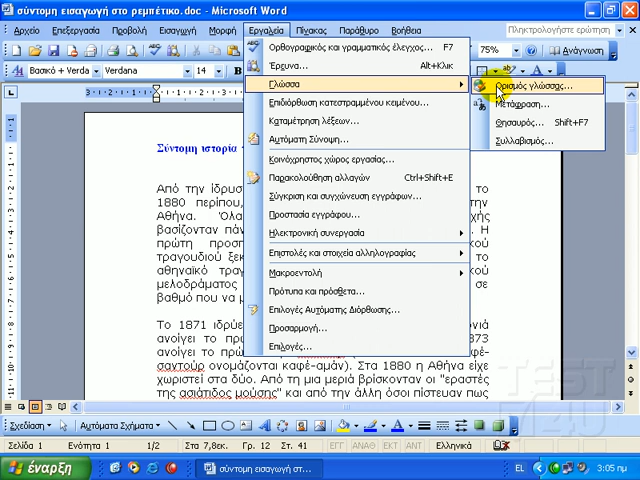 σύντομη εισαγωγή στο ρεμπέτικο.doc - Microsoft Word
Αρχείο Επεξεργασία Προβολή Εισαγωγή Μορφή Εργαλεία Πίνακας Παράθυρο Βοήθεια Πληκτρολογήστε ερώτηση
75% Ανάγνωση
Βασικό + Verda Verdana 14 B
Ορθογραφικός και γραμματικός έλεγχος... F7
Έρευνα... Alt+Κλικ
Γλώσσα
Επιδιόρθωση κατεστραμμένου κειμένου...
Καταμέτρηση λέξεων...
Αυτόματη Σύνοψη...
Κοινόχρηστος χώρος εργασίας...
Παρακολούθηση αλλαγών Ctrl+Shift+E
Σύγκριση και συγχώνευση εγγράφων...
Προστασία εγγράφου...
Ηλεκτρονική συνεργασία
Επιστολές και στοιχεία αλληλογραφίας
Μακροεντολή
Πρότυπα και πρόσθετα...
Επιλογές Αυτόματης Διόρθωσης...
Προσαρμογή...
Επιλογές...
Ορισμός γλώσσας...
Μετάφραση...
Θησαυρός... Shift+F7
Συλλαβισμός...
Σύντομη ιστορία
Από την ίδρυσ το
1880 περίπου, την
Αθήνα. Όλα χής
βασίζονταν πάν Η
πρώτη προσπ κού
τραγουδιού ξεκ το
αθηναϊκό τραγ κού
μελοδράματος σε
βαθμό που να μ
Το 1871 ιδρύε νιά
ανοίγει το πρώ 873
ανοίγει το πρώ αφέ-
σαντούρ ονομάζονται καφέ-αμάν). Στα 1880 η Αθήνα είχε
χωριστεί στα δύο. Από τη μια μεριά βρίσκονταν οι "εραστές
της ασιάτιδος μούσης" και από την άλλη όσοι πίστευαν πως
TEST
M4U
Σχεδίαση Αυτόματα Σχήματα
Σελίδα 1 Ενότητα 1 1/2 Στα 7,8εκ. Γρ. 12 Στ. 41 ΕΓΓ ΑΝΑΘ ΕΚΤ ΑΝΤ Ελληνικά
έναρξη σύντομη εισαγωγή στ... EL 3:05 πμ